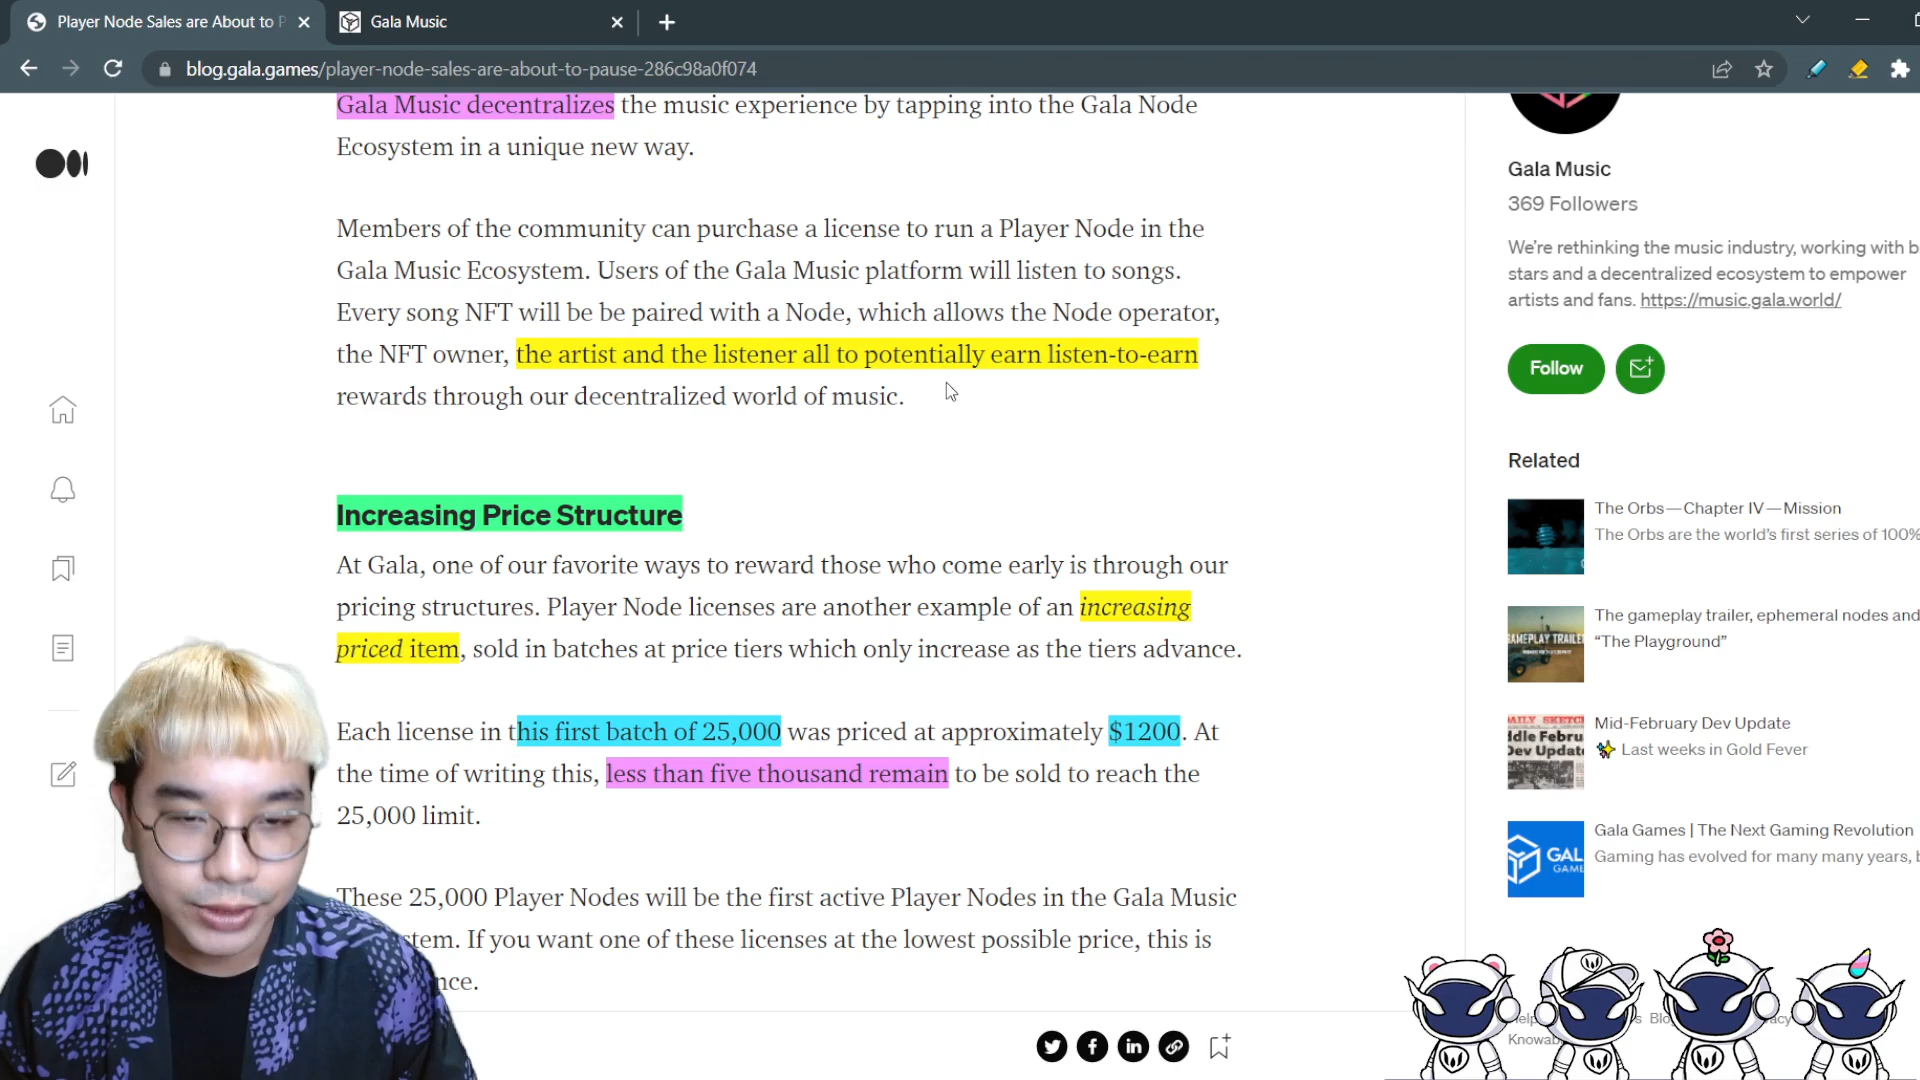 Player Node Sales are About to P
Gala Music
blog.gala.games/player-node-sales-are-about-to-pause-286c98a0f074
Gala Music decentralizes the music experience by tapping into the Gala Node
Ecosystem in a unique new way.
Members of the community can purchase a license to run a Player Node in the
Gala Music Ecosystem. Users of the Gala Music platform will listen to songs.
Every song NFT will be be paired with a Node, which allows the Node operator,
the NFT owner, the artist and the listener all to potentially earn listen-to-earn
rewards through our decentralized world of music.
Increasing Price Structure
At Gala, one of our favorite ways to reward those who come early is through our
pricing structures. Player Node licenses are another example of an increasing
priced item, sold in batches at price tiers which only increase as the tiers advance.
Each license in this first batch of 25,000 was priced at approximately $1200. At
the time of writing this, less than five thousand remain to be sold to reach the
25,000 limit.
These 25,000 Player Nodes will be the first active Player Nodes in the Gala Music
stem. If you want one of these licenses at the lowest possible price, this is
nce.
Gala Music
369 Followers
We're rethinking the music industry, working with b
stars and a decentralized ecosystem to empower
artists and fans. https://music.gala.world/
Follow
Related
The Orbs — Chapter IV — Mission
The Orbs are the world's first series of 100%
GAMEPLAY TRAILE
The gameplay trailer, ephemeral nodes and
"The Playground"
DAILY SKETCH
ddle Febru
Dev Update
Mid-February Dev Update
✨ Last weeks in Gold Fever
GAL
GAME
Gala Games | The Next Gaming Revolution
Gaming has evolved for many many years, b
Help
s Blo
acy
Knowab